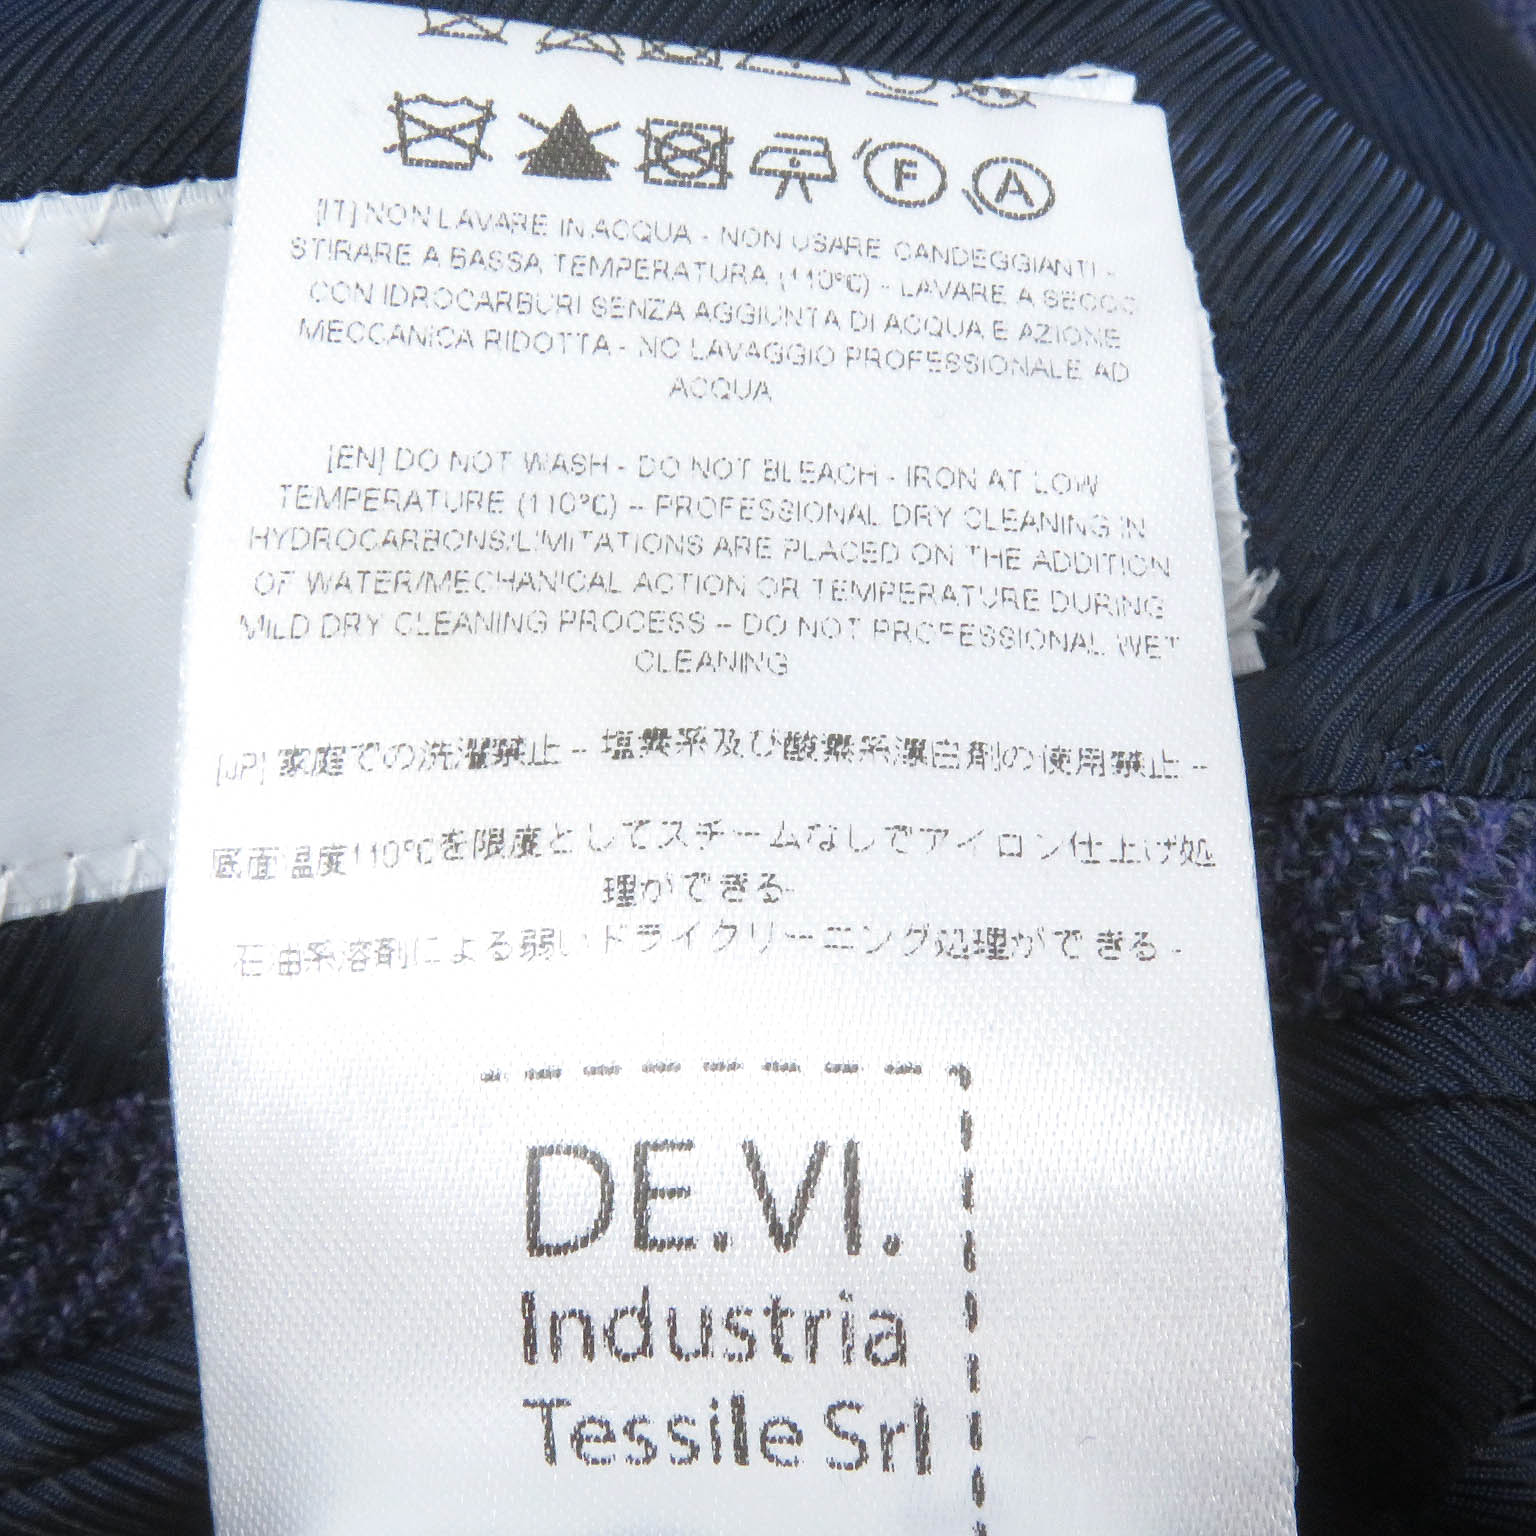 F A
[IT] NON LAVARE IN ACQUA - NON USARE CANDEGGIANTI -
STIRARE A BASSA TEMPERATURA (110°C) - LAVARE A SECCO
CON IDROCARBURI SENZA AGGIUNTA DI ACQUA E AZIONE
MECCANICA RIDOTTA - NO LAVAGGIO PROFESSIONALE AD
ACQUA
[EN] DO NOT WASH - DO NOT BLEACH - IRON AT LOW
TEMPERATURE (110°C) - PROFESSIONAL DRY CLEANING IN
HYDROCARBONS/LIMITATIONS ARE PLACED ON THE ADDITION
OF WATER/MECHANICAL ACTION OR TEMPERATURE DURING
MILD DRY CLEANING PROCESS - DO NOT PROFESSIONAL WET
CLEANING
[JP] 家庭での洗濯禁止 - 塩素系及び酸素系漂白剤の使用禁止 -
底面温度110℃を限度としてスチームなしでアイロン仕上げ処
理ができる-
石油系溶剤による弱いドライクリーニング処理ができる -
DE.VI.
Industria
Tessile Srl